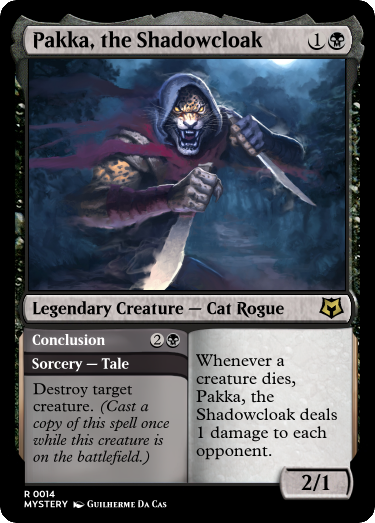 Pakka, the Shadowcloak 1
Legendary Creature — Cat Rogue
Conclusion 2
Sorcery — Tale
Destroy target
creature. (Cast a
copy of this spell once
while this creature is
on the battlefield.)
Whenever a
creature dies,
Pakka, the
Shadowcloak deals
1 damage to each
opponent.
2/1
R 0014
MYSTERY Guilherme Da Cas